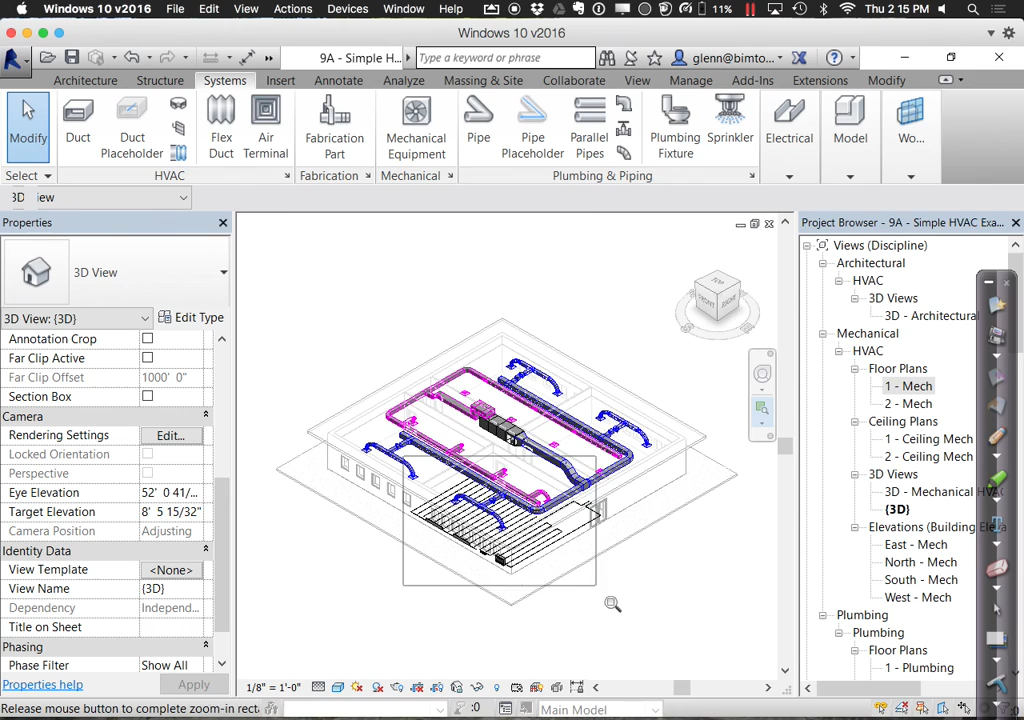 Windows 10 v2016 File Edit View Actions Devices Window Help 11% Thu 2 15 PM
Windows 10 v2016
9A - Simple H... Type a keyword or phrase glenn@bimto...
Architecture Structure Systems Insert Annotate Analyze Massing & Site Collaborate View Manage Add-Ins Extensions Modify
Modify Duct Duct Placeholder Flex Duct Air Terminal Fabrication Part Mechanical Equipment Pipe Pipe Placeholder Parallel Pipes Plumbing Fixture Sprinkler Electrical Model Wo...
Select HVAC Fabrication Mechanical Plumbing & Piping
Properties
3D View
3D View: {3D} Edit Type
Annotation Crop
Far Clip Active
Far Clip Offset 1000' 0"
Section Box
Camera
Rendering Settings Edit...
Locked Orientation
Perspective
Eye Elevation 52' 0 41/...
Target Elevation 8' 5 15/32"
Camera Position Adjusting
Identity Data
View Template <None>
View Name {3D}
Dependency Independ...
Title on Sheet
Phasing
Phase Filter Show All
Properties help Apply
TOP
FRONT RIGHT
1/8" = 1'-0"
Project Browser - 9A - Simple HVAC Exa...
Views (Discipline)
Architectural
HVAC
3D Views
3D - Architectura
Mechanical
HVAC
Floor Plans
1 - Mech
2 - Mech
Ceiling Plans
1 - Ceiling Mech
2 - Ceiling Mech
3D Views
3D - Mechanical HVAC
{3D}
Elevations (Building Eleva
East - Mech
North - Mech
South - Mech
West - Mech
Plumbing
Plumbing
Floor Plans
1 - Plumbing
Release mouse button to complete zoom-in rect :0 Main Model